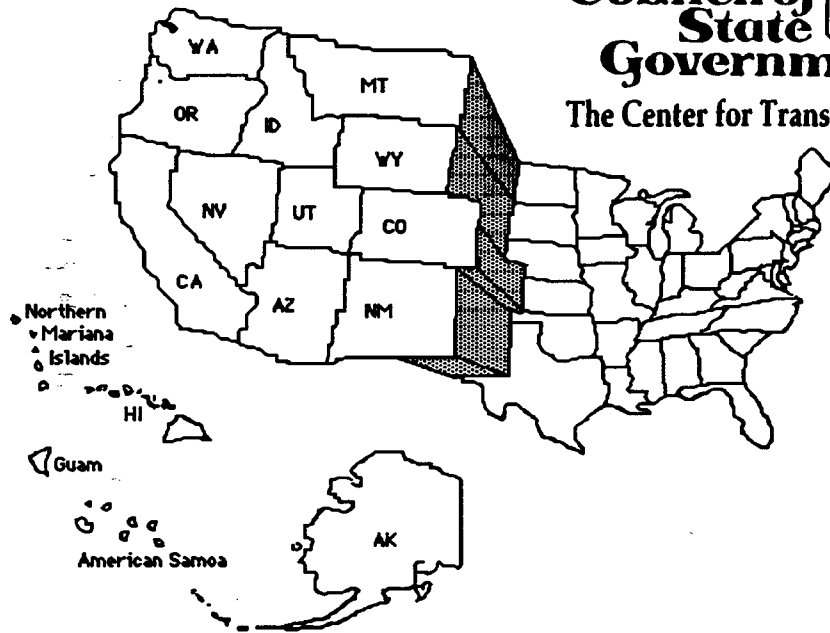 State
Governm
The Center for Trans
WA
MT
OR
ID
WY
NV
UT
CO
CA
AZ
NM
Northern
Mariana
Islands
HI
Guam
AK
American Samoa